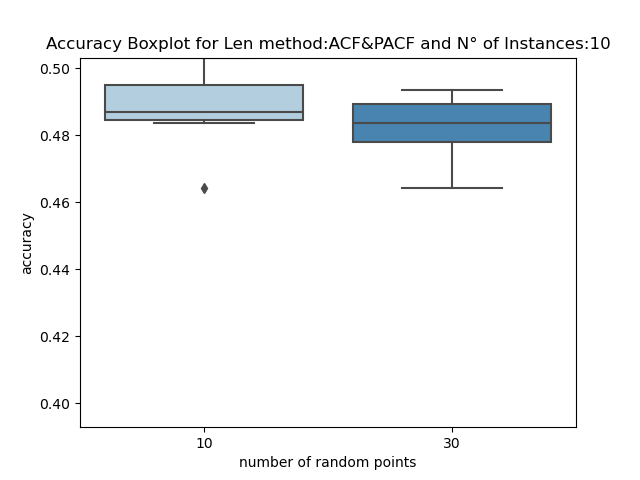 Accuracy Boxplot for Len method:ACF&PACF and N° of Instances:10
0.50
0.48
0.46
0.44
0.42
0.40
accuracy
10 30
number of random points